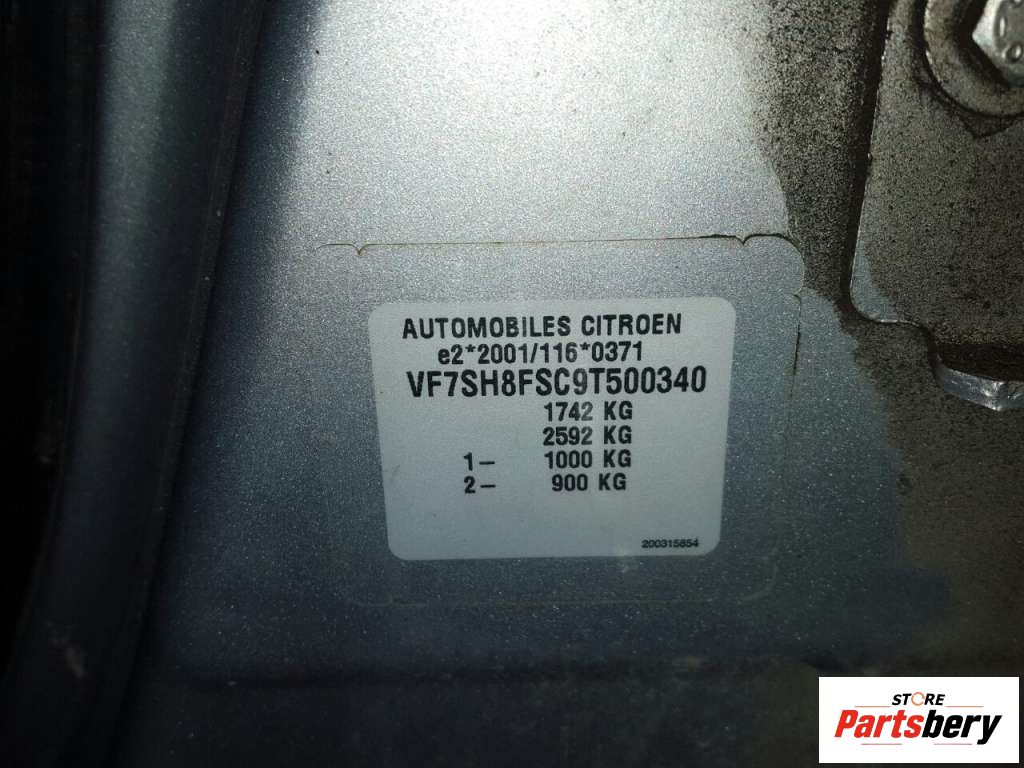 AUTOMOBILES CITROEN
e2*2001/116*0371
VF7SH8FSC9T500340
1742 KG
2592 KG
1- 1000 KG
2- 900 KG
200315854
STORE
Partsbery